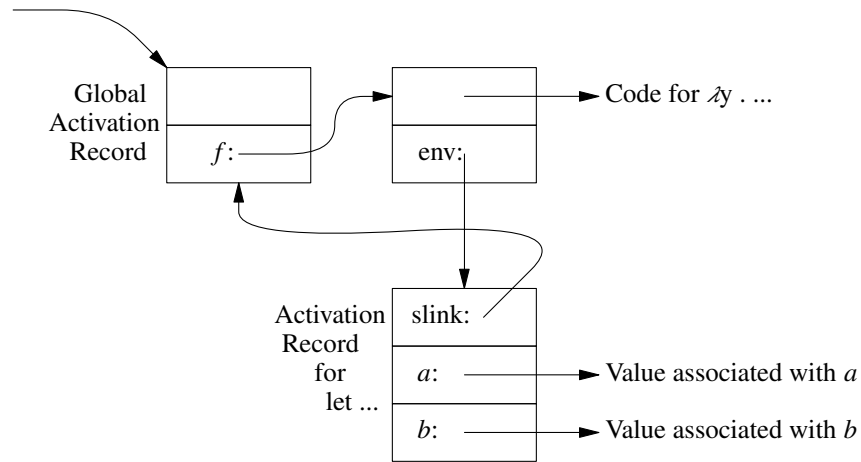 Global
Activation
Record
f:
Code for λy . ...
env:
Activation
Record
for
let ...
slink:
a:
Value associated with a
b:
Value associated with b